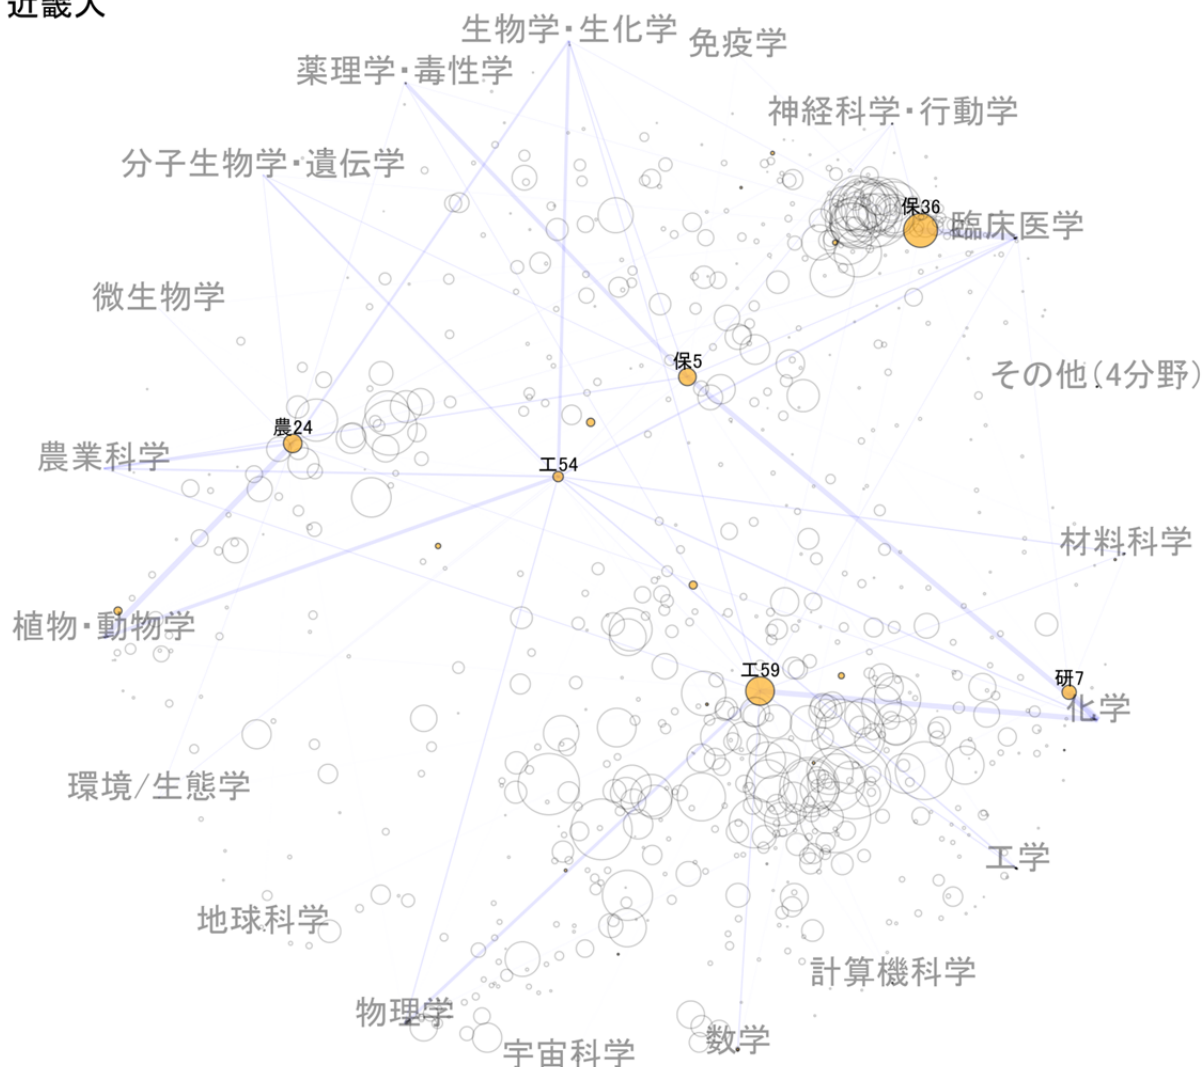 近畿大
生物学・生化学
免疫学
薬理学・毒性学
神経科学・行動学
分子生物学・遺伝学
保36
臨床医学
微生物学
保5
その他(4分野)
農24
農業科学
工54
材料科学
植物・動物学
工59
研7
化学
環境/生態学
工学
地球科学
計算機科学
物理学
数学
宇宙科学